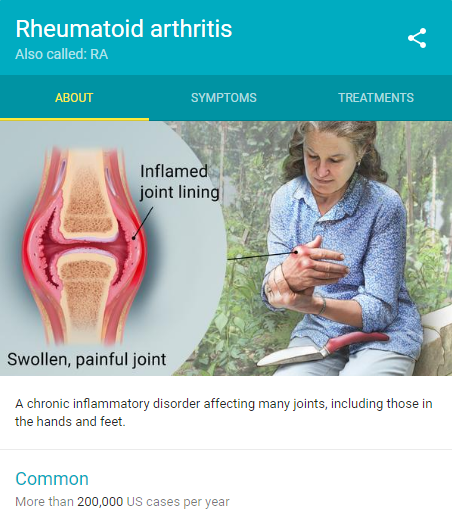 Rheumatoid arthritis
Also called: RA
ABOUT
SYMPTOMS
TREATMENTS
Inflamed
joint lining
Swollen, painful joint
A chronic inflammatory disorder affecting many joints, including those in
the hands and feet.
Common
More than 200,000 US cases per year